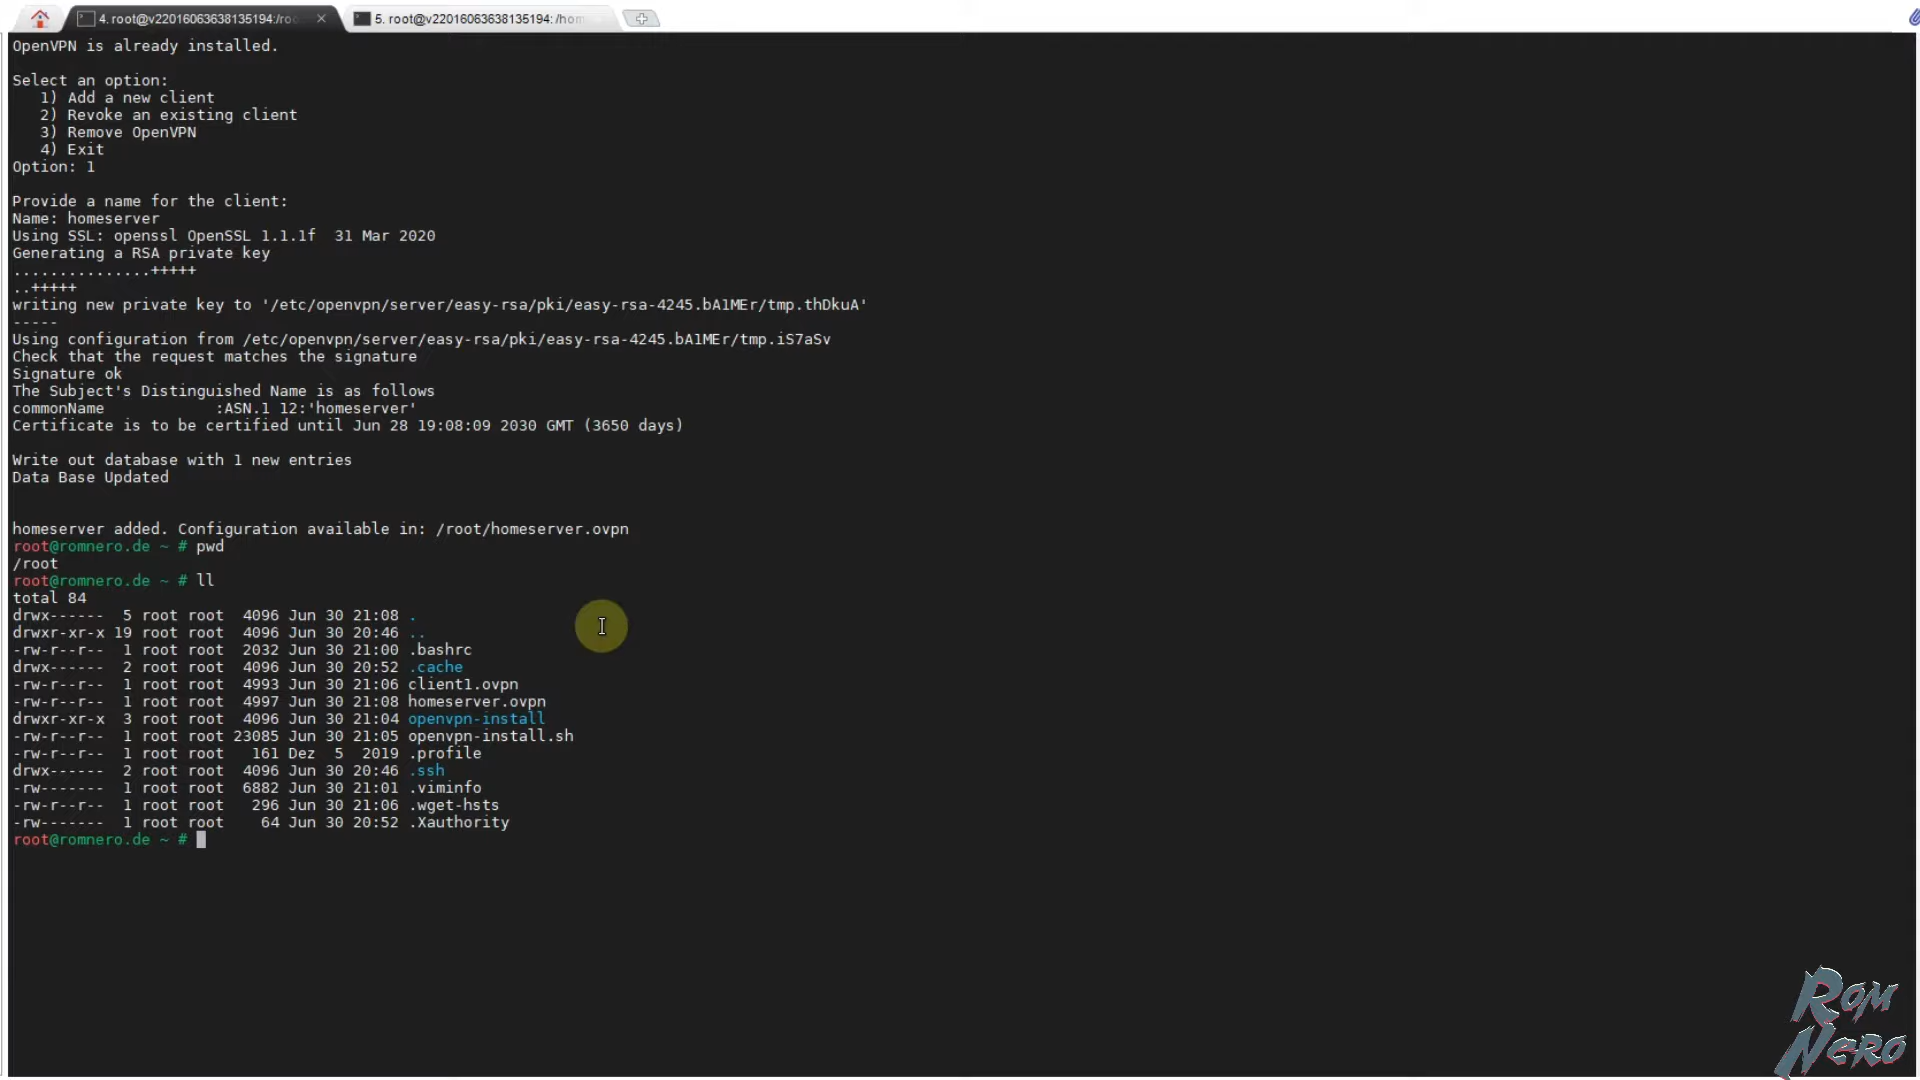 4. root@v22016063638135194:/roo
5. root@v22016063638135194: /hom
OpenVPN is already installed.
Select an option:
   1) Add a new client
   2) Revoke an existing client
   3) Remove OpenVPN
   4) Exit
Option: 1
Provide a name for the client:
Name: homeserver
Using SSL: openssl OpenSSL 1.1.1f  31 Mar 2020
Generating a RSA private key
...............+++++
..+++++
writing new private key to '/etc/openvpn/server/easy-rsa/pki/easy-rsa-4245.bA1MEr/tmp.thDkuA'
-----
Using configuration from /etc/openvpn/server/easy-rsa/pki/easy-rsa-4245.bA1MEr/tmp.iS7aSv
Check that the request matches the signature
Signature ok
The Subject's Distinguished Name is as follows
commonName            :ASN.1 12:'homeserver'
Certificate is to be certified until Jun 28 19:08:09 2030 GMT (3650 days)
Write out database with 1 new entries
Data Base Updated
homeserver added. Configuration available in: /root/homeserver.ovpn
root@romnero.de ~ # pwd
/root
root@romnero.de ~ # ll
total 84
drwx------  5 root root  4096 Jun 30 21:08 .
drwxr-xr-x 19 root root  4096 Jun 30 20:46 ..
-rw-r--r--  1 root root  2032 Jun 30 21:00 .bashrc
drwx------  2 root root  4096 Jun 30 20:52 .cache
-rw-r--r--  1 root root  4993 Jun 30 21:06 client1.ovpn
-rw-r--r--  1 root root  4997 Jun 30 21:08 homeserver.ovpn
drwxr-xr-x  3 root root  4096 Jun 30 21:04 openvpn-install
-rw-r--r--  1 root root 23085 Jun 30 21:05 openvpn-install.sh
-rw-r--r--  1 root root   161 Dez  5  2019 .profile
drwx------  2 root root  4096 Jun 30 20:46 .ssh
-rw-------  1 root root  6882 Jun 30 21:01 .viminfo
-rw-r--r--  1 root root   296 Jun 30 21:06 .wget-hsts
-rw-------  1 root root    64 Jun 30 20:52 .Xauthority
root@romnero.de ~ #
Rom
Nero